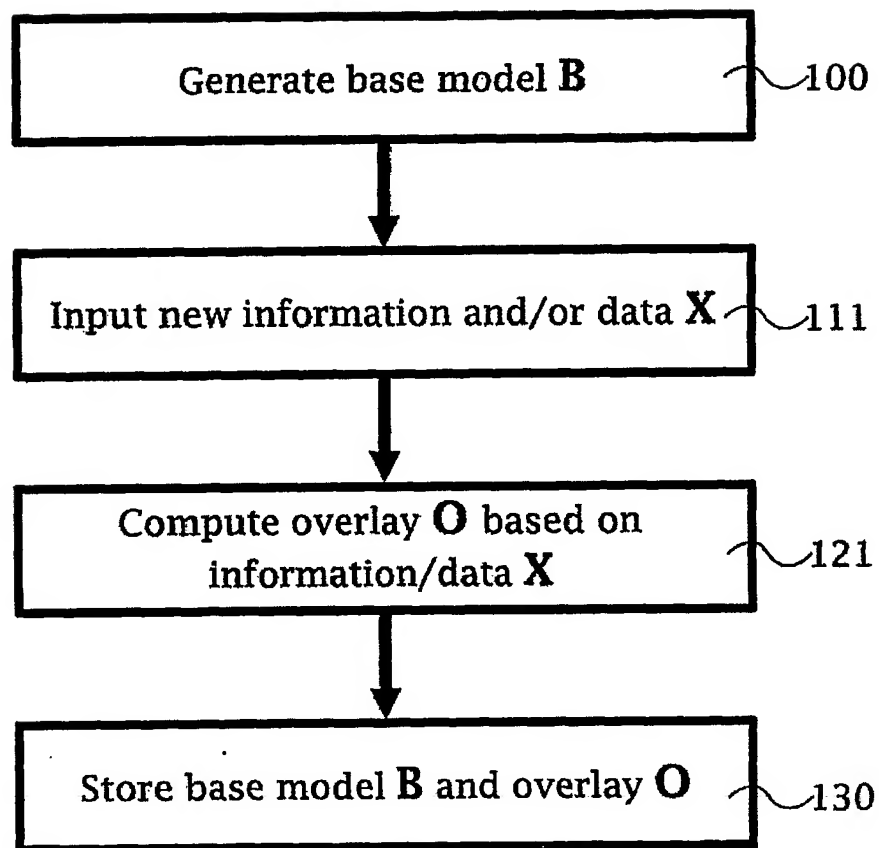 Generate base model B
100
Input new information and/or data X
111
Compute overlay O based on
information/data X
121
Store base model B and overlay O
130